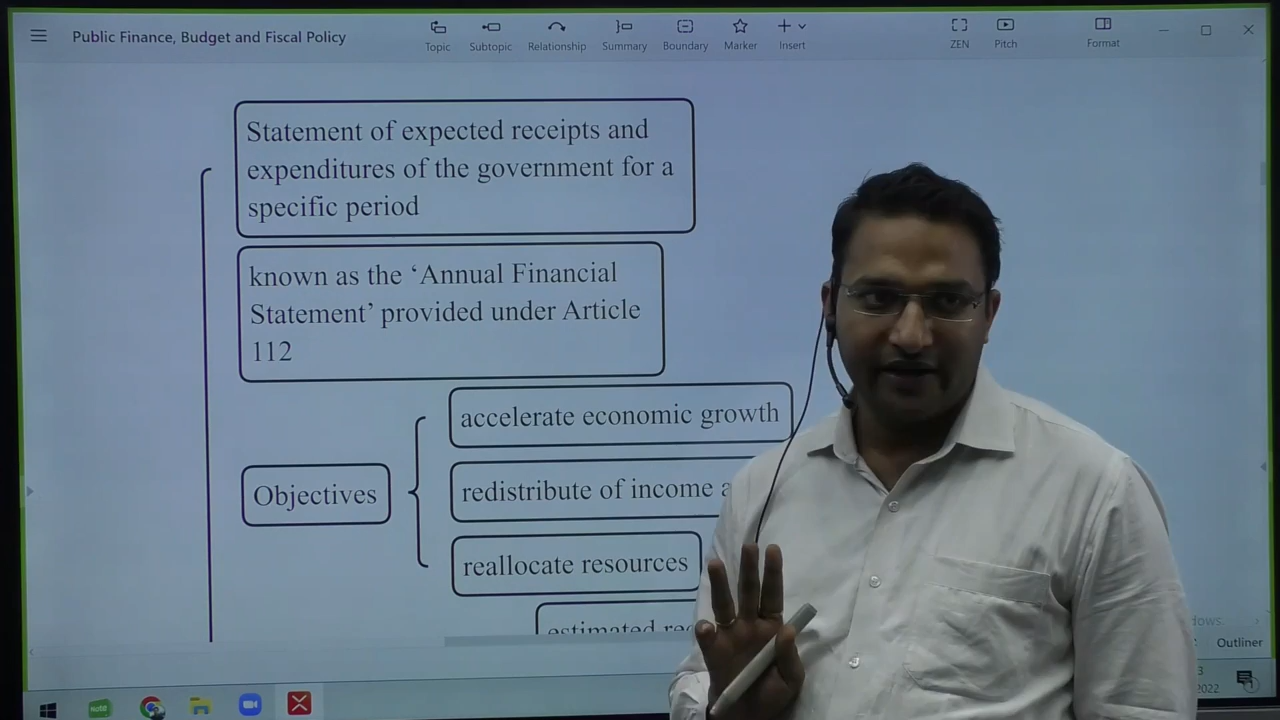 Public Finance, Budget and Fiscal Policy
Topic
Subtopic
Relationship
Summary
Boundary
Marker
Insert
ZEN
Pitch
Format
Statement of expected receipts and
expenditures of the government for a
specific period
known as the ‘Annual Financial
Statement’ provided under Article
112
Objectives
accelerate economic growth
redistribute of income
reallocate resources
estimated
Outliner
2022